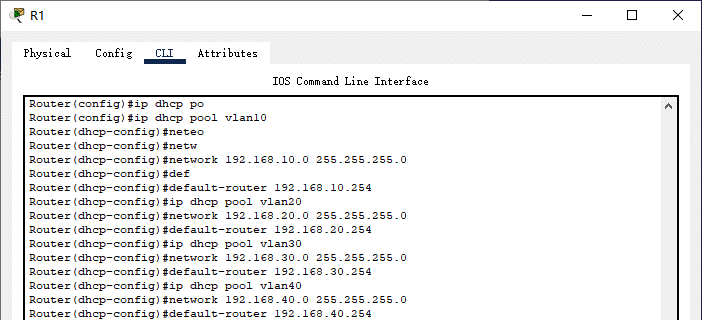 R1
Physical Config CLI Attributes
IOS Command Line Interface
Router(config)#ip dhcp po
Router(config)#ip dhcp pool vlan10
Router(dhcp-config)#neteo
Router(dhcp-config)#netw
Router(dhcp-config)#network 192.168.10.0 255.255.255.0
Router(dhcp-config)#def
Router(dhcp-config)#default-router 192.168.10.254
Router(dhcp-config)#ip dhcp pool vlan20
Router(dhcp-config)#network 192.168.20.0 255.255.255.0
Router(dhcp-config)#default-router 192.168.20.254
Router(dhcp-config)#ip dhcp pool vlan30
Router(dhcp-config)#network 192.168.30.0 255.255.255.0
Router(dhcp-config)#default-router 192.168.30.254
Router(dhcp-config)#ip dhcp pool vlan40
Router(dhcp-config)#network 192.168.40.0 255.255.255.0
Router(dhcp-config)#default-router 192.168.40.254